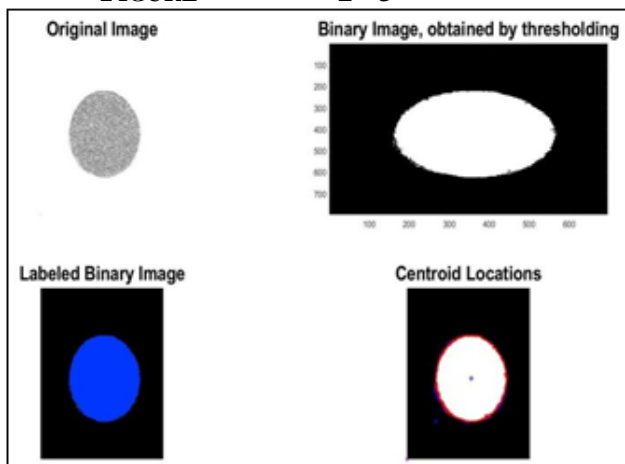 Original Image
Binary Image, obtained by thresholding
100
200
300
400
500
600
700
100 200 300 400 500 600
Labeled Binary Image
Centroid Locations